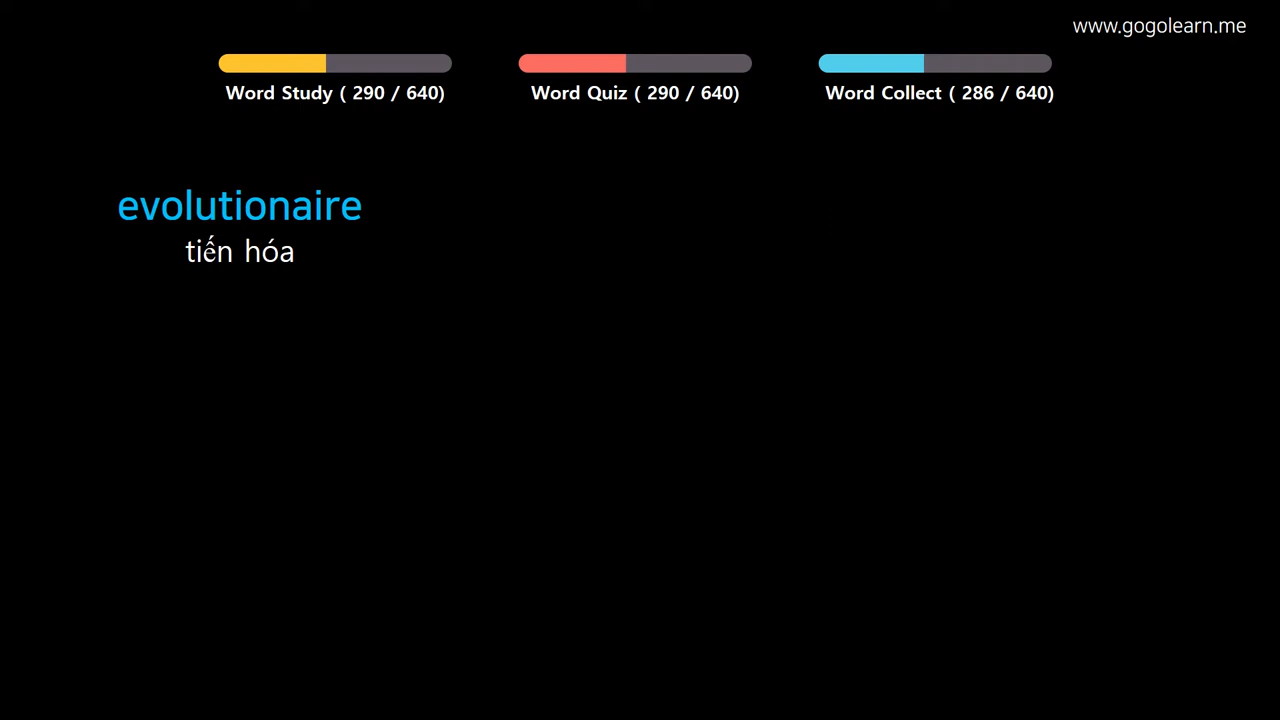 www.gogolearn.me
Word Study ( 290 / 640)
Word Quiz ( 290 / 640)
Word Collect ( 286 / 640)
evolutionaire
tiến hóa